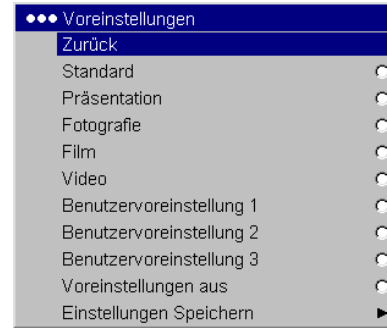 Voreinstellungen
Zurück
Standard
Präsentation
Fotografie
Film
Video
Benutzervoreinstellung 1
Benutzervoreinstellung 2
Benutzervoreinstellung 3
Voreinstellungen aus
Einstellungen Speichern